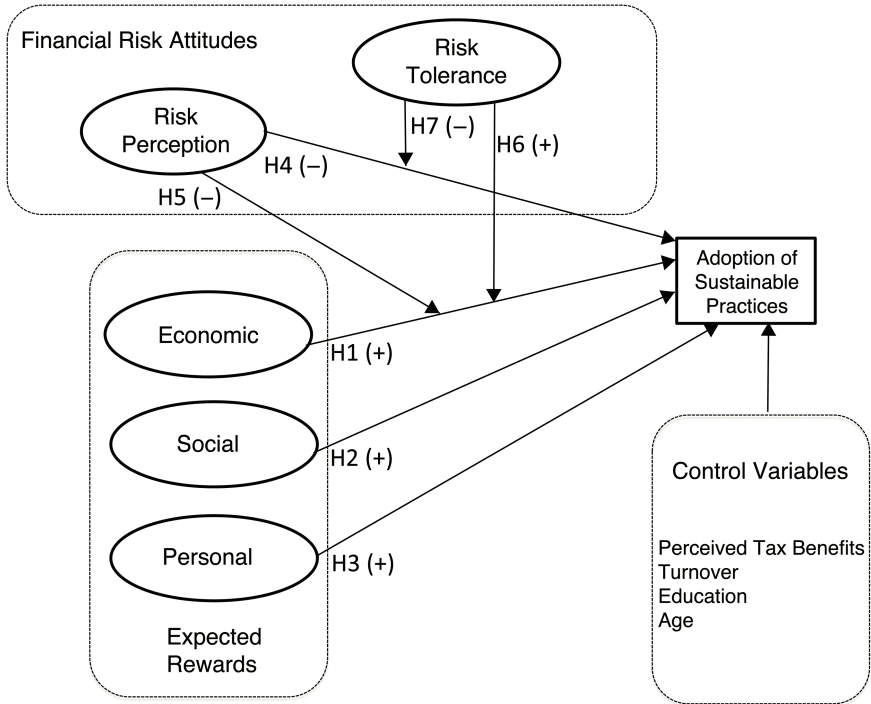 Financial Risk Attitudes
Risk
Tolerance
Risk
Perception
H7 (–)
H6 (+)
H4 (–)
H5 (–)
Adoption of
Sustainable
Practices
Economic
H1 (+)
Social
H2 (+)
Personal
H3 (+)
Expected
Rewards
Control Variables
Perceived Tax Benefits
Turnover
Education
Age